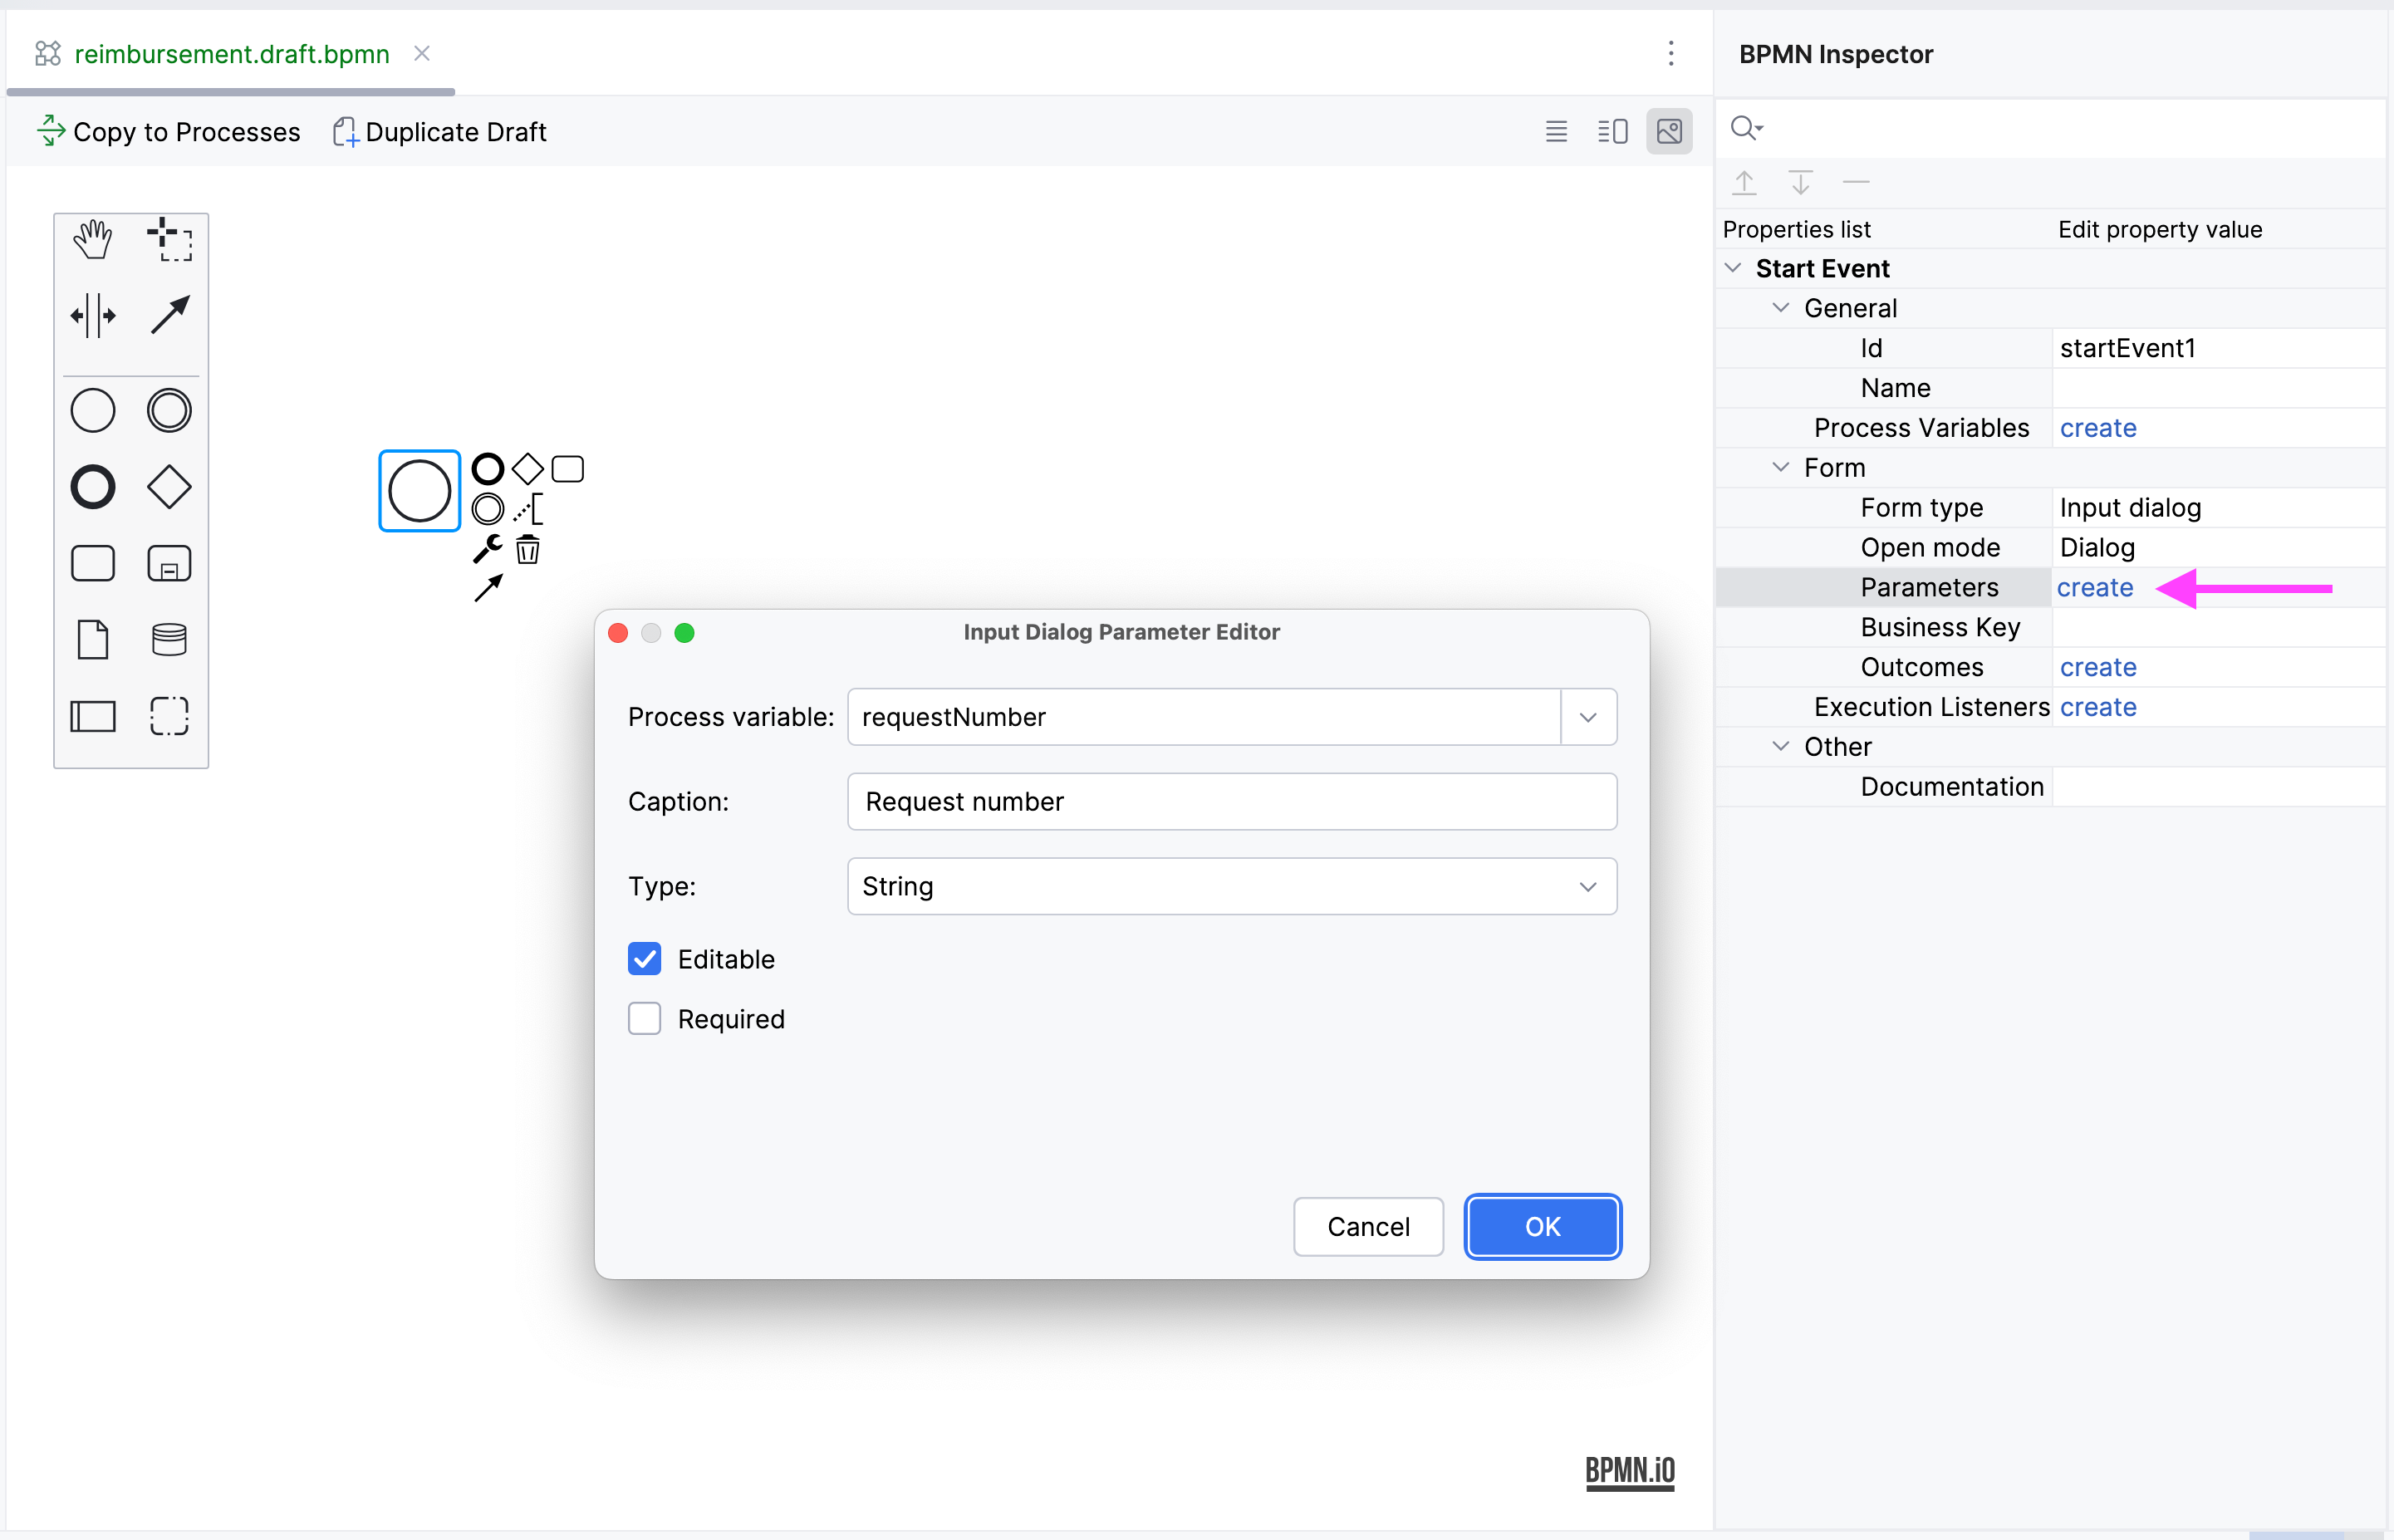 reimbursement.draft.bpmn
BPMN Inspector
Copy to Processes
Duplicate Draft
Properties list
Edit property value
Start Event
General
Id
startEvent1
Name
Process Variables
create
Form
Form type
Input dialog
Open mode
Dialog
Parameters
create
Business Key
Outcomes
create
Execution Listeners
create
Other
Documentation
Input Dialog Parameter Editor
Process variable:
requestNumber
Caption:
Request number
Type:
String
Editable
Required
Cancel
OK
BPMN.iO